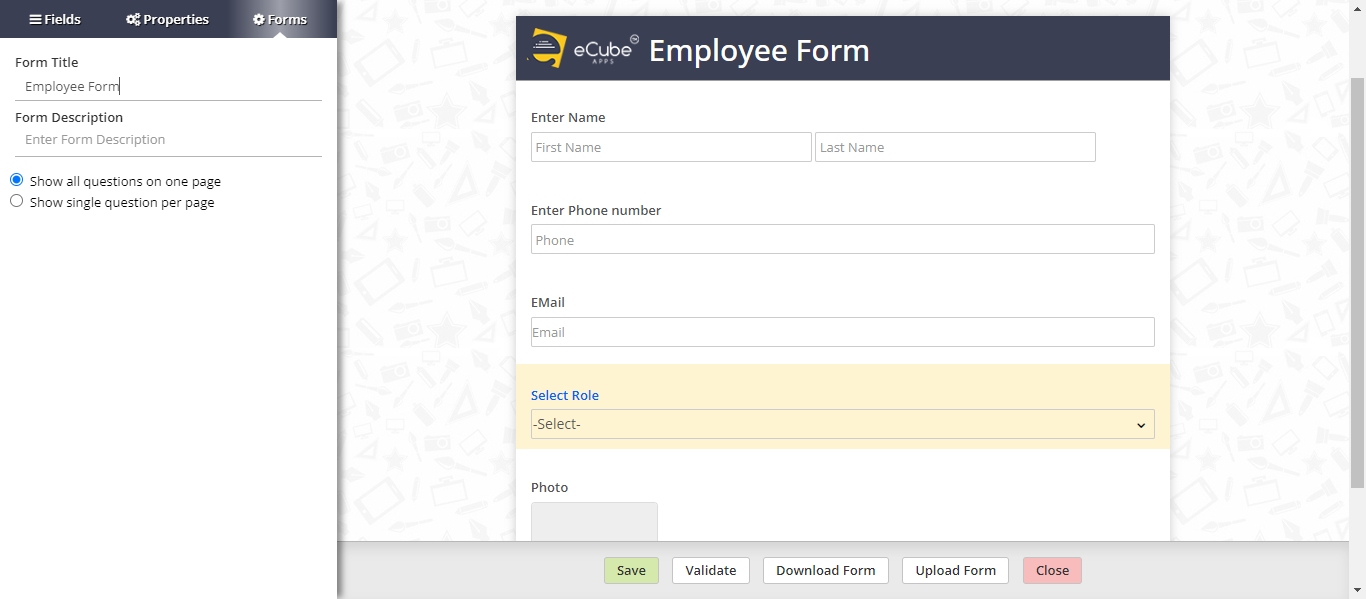 Fields
Properties
Forms
Form Title
Employee Form
Form Description
Enter Form Description
Show all questions on one page
Show single question per page
eCube™
APPS
Employee Form
Enter Name
First Name
Last Name
Enter Phone number
Phone
EMail
Email
Select Role
-Select-
Photo
Save
Validate
Download Form
Upload Form
Close